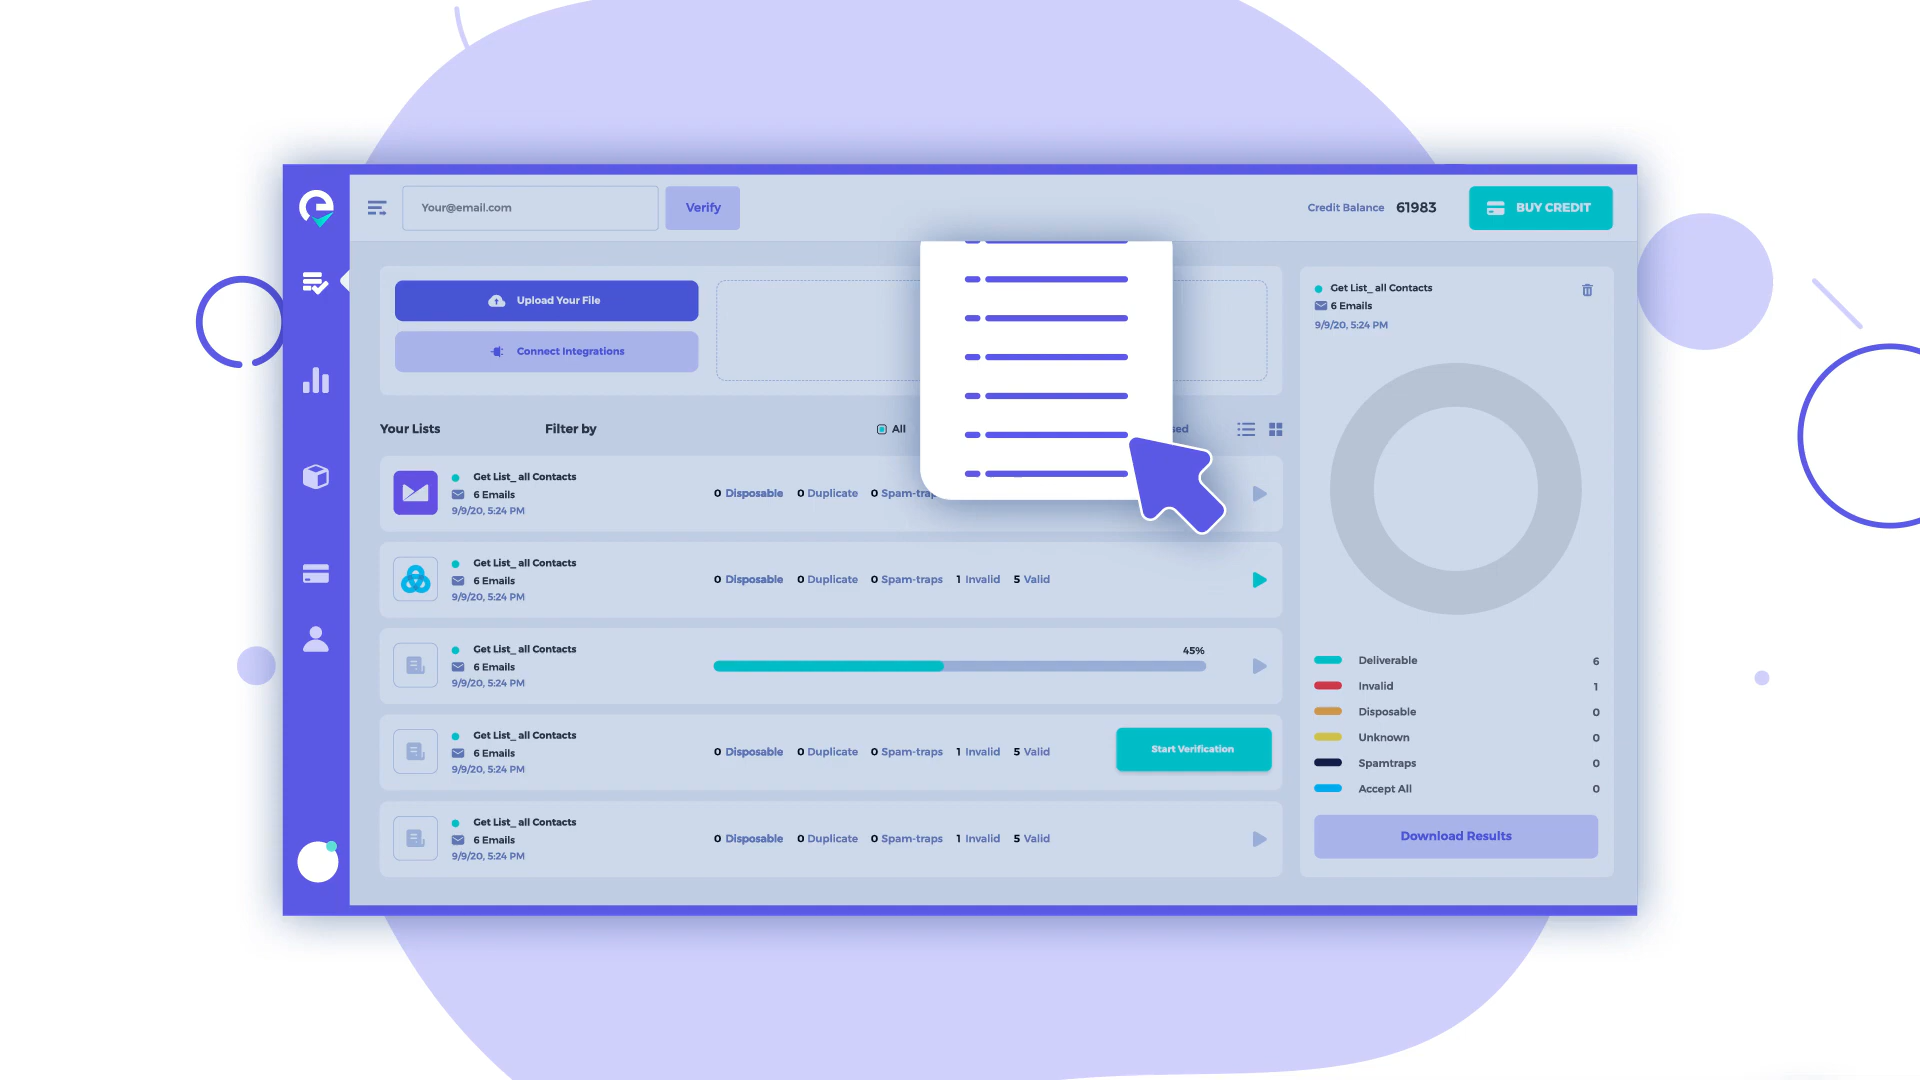 Your@email.com
Verify
Credit Balance 61983
BUY CREDIT
Upload Your File
Connect Integrations
Your Lists
Filter by
All
Get List_ all Contacts
6 Emails
9/9/20, 5:24 PM
0 Disposable 0 Duplicate 0
Get List_ all Contacts
6 Emails
9/9/20, 5:24 PM
0 Disposable 0 Duplicate 0 Spam-traps 1 Invalid 5 Valid
Get List_ all Contacts
6 Emails
9/9/20, 5:24 PM
45%
Get List_ all Contacts
6 Emails
9/9/20, 5:24 PM
0 Disposable 0 Duplicate 0 Spam-traps 1 Invalid 5 Valid
Start Verification
Get List_ all Contacts
6 Emails
9/9/20, 5:24 PM
0 Disposable 0 Duplicate 0 Spam-traps 1 Invalid 5 Valid
Get List_ all Contacts
6 Emails
9/9/20, 5:24 PM
Deliverable 6
Invalid 1
Disposable 0
Unknown 0
Spamtraps 0
Accept All 0
Download Results